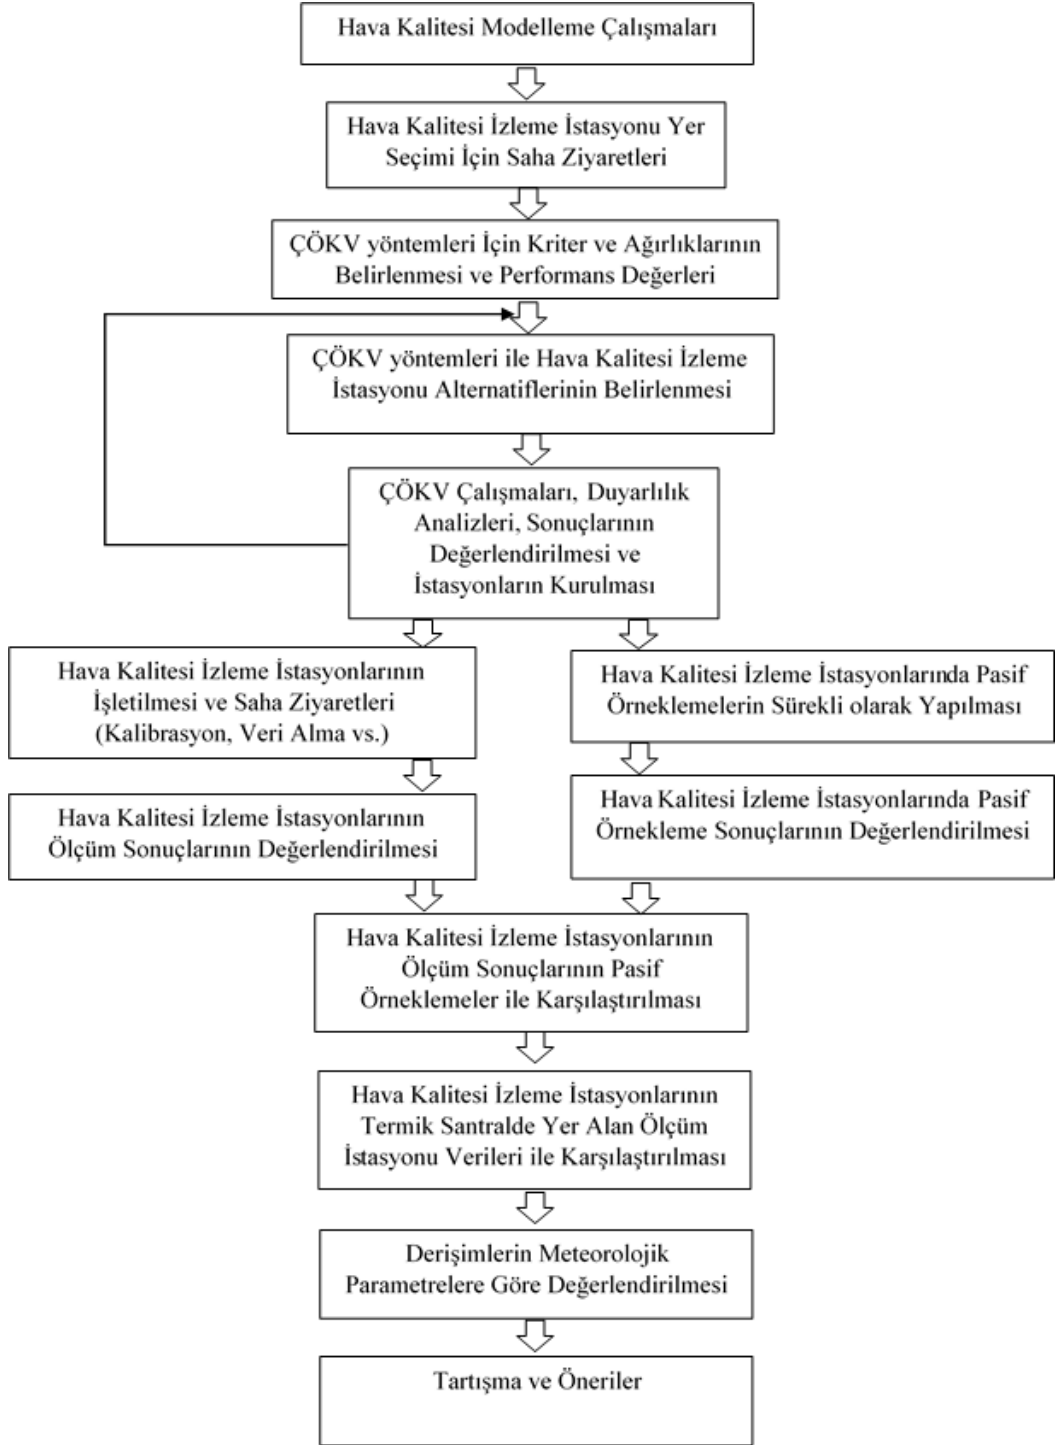 Hava Kalitesi Modelleme Çalışmaları
Hava Kalitesi İzleme İstasyonu Yer
Seçimi İçin Saha Ziyaretleri
ÇÖKV yöntemleri İçin Kriter ve Ağırlıklarının
Belirlenmesi ve Performans Değerleri
ÇÖKV yöntemleri ile Hava Kalitesi İzleme
İstasyonu Alternatiflerinin Belirlenmesi
ÇÖKV Çalışmaları, Duyarlılık
Analizleri, Sonuçlarının
Değerlendirilmesi ve
İstasyonların Kurulması
Hava Kalitesi İzleme İstasyonlarının
İşletilmesi ve Saha Ziyaretleri
(Kalibrasyon, Veri Alma vs.)
Hava Kalitesi İzleme İstasyonlarında Pasif
Örneklemelerin Sürekli olarak Yapılması
Hava Kalitesi İzleme İstasyonlarının
Ölçüm Sonuçlarının Değerlendirilmesi
Hava Kalitesi İzleme İstasyonlarında Pasif
Örnekleme Sonuçlarının Değerlendirilmesi
Hava Kalitesi İzleme İstasyonlarının
Ölçüm Sonuçlarının Pasif
Örneklemeler ile Karşılaştırılması
Hava Kalitesi İzleme İstasyonlarının
Termik Santralde Yer Alan Ölçüm
İstasyonu Verileri ile Karşılaştırılması
Derişimlerin Meteorolojik
Parametrelere Göre Değerlendirilmesi
Tartışma ve Öneriler